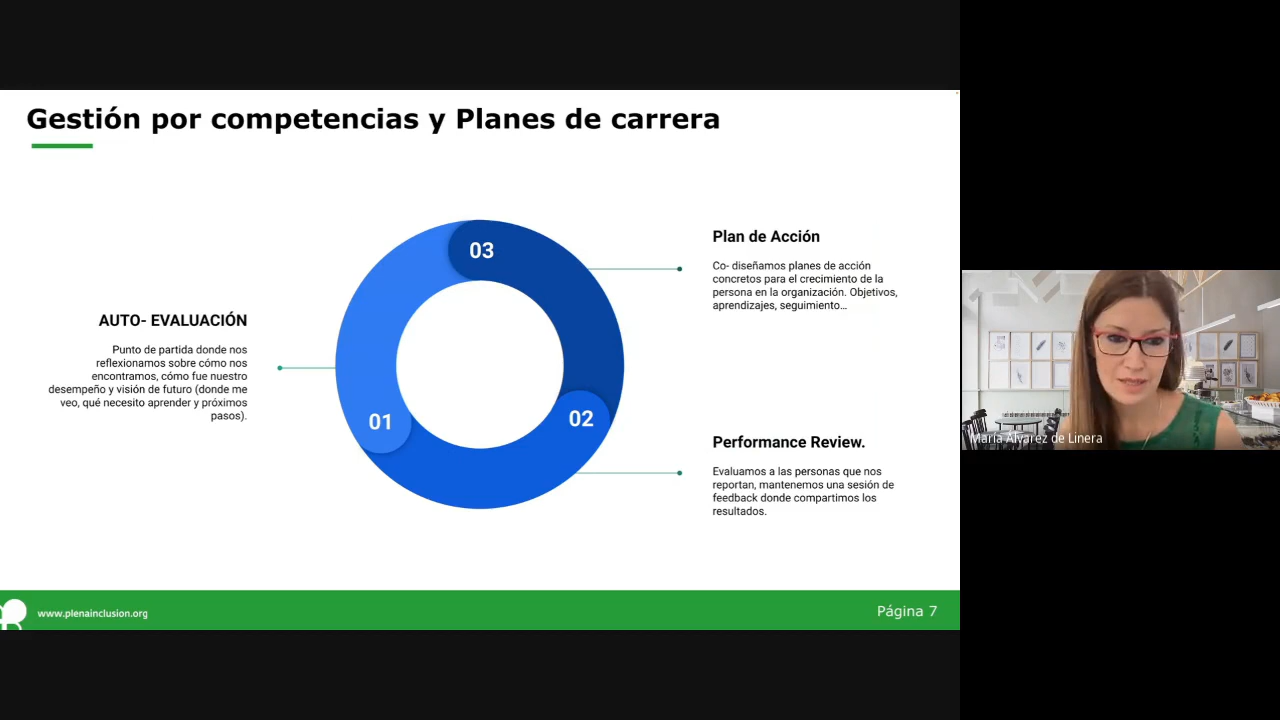 Gestión por competencias y Planes de carrera
03
Plan de Acción
Co- diseñamos planes de acción
concretos para el crecimiento de la
persona en la organización. Objetivos,
aprendizajes, seguimiento...
AUTO- EVALUACIÓN
Punto de partida donde nos
reflexionamos sobre cómo nos
encontramos, cómo fue nuestro
desempeño y visión de futuro (donde me
veo, qué necesito aprender y próximos
pasos).
01
02
Performance Review.
Evaluamos a las personas que nos
reportan, mantenemos una sesión de
feedback donde compartimos los
resultados.
María Álvarez de Linera
www.plenainclusion.org
Página 7